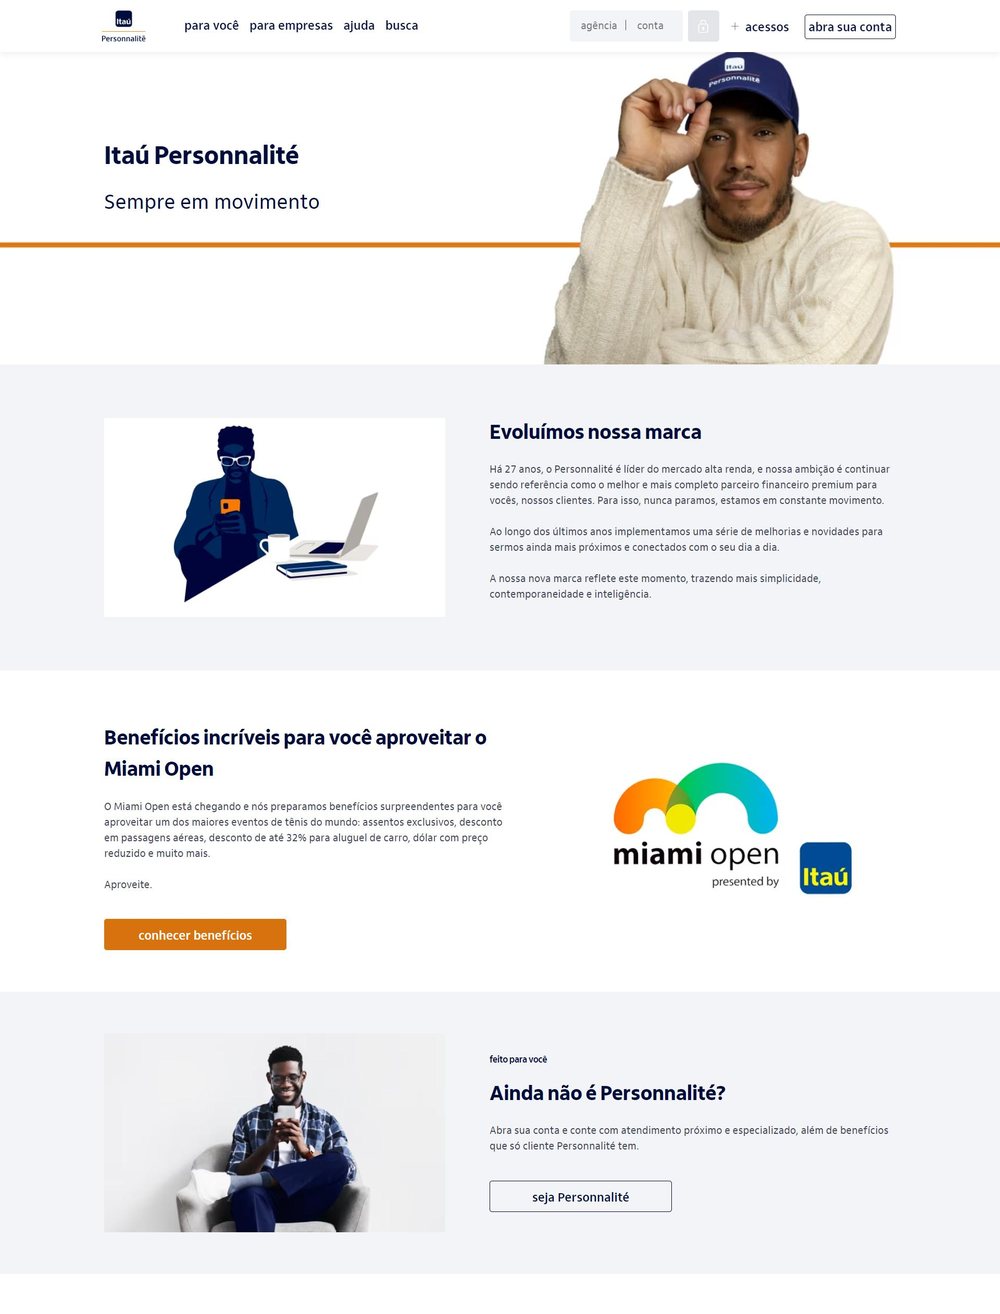 Itaú
Personnalitê
para você para empresas ajuda busca
agência | conta
+ acessos
abra sua conta
Itaú
Personnalité
Itaú Personnalité
Sempre em movimento
Evoluímos nossa marca
Há 27 anos, o Personnalité é líder do mercado alta renda, e nossa ambição é continuar
sendo referência como o melhor e mais completo parceiro financeiro premium para
vocês, nossos clientes. Para isso, nunca paramos, estamos em constante movimento.
Ao longo dos últimos anos implementamos uma série de melhorias e novidades para
sermos ainda mais próximos e conectados com o seu dia a dia.
A nossa nova marca reflete este momento, trazendo mais simplicidade,
contemporaneidade e inteligência.
Benefícios incríveis para você aproveitar o
Miami Open
O Miami Open está chegando e nós preparamos benefícios surpreendentes para você
aproveitar um dos maiores eventos de tênis do mundo: assentos exclusivos, desconto
em passagens aéreas, desconto de até 32% para aluguel de carro, dólar com preço
reduzido e muito mais.
Aproveite.
conhecer benefícios
miami open
presented by
Itaú
feito para você
Ainda não é Personnalité?
Abra sua conta e conte com atendimento próximo e especializado, além de benefícios
que só cliente Personnalité tem.
seja Personnalité